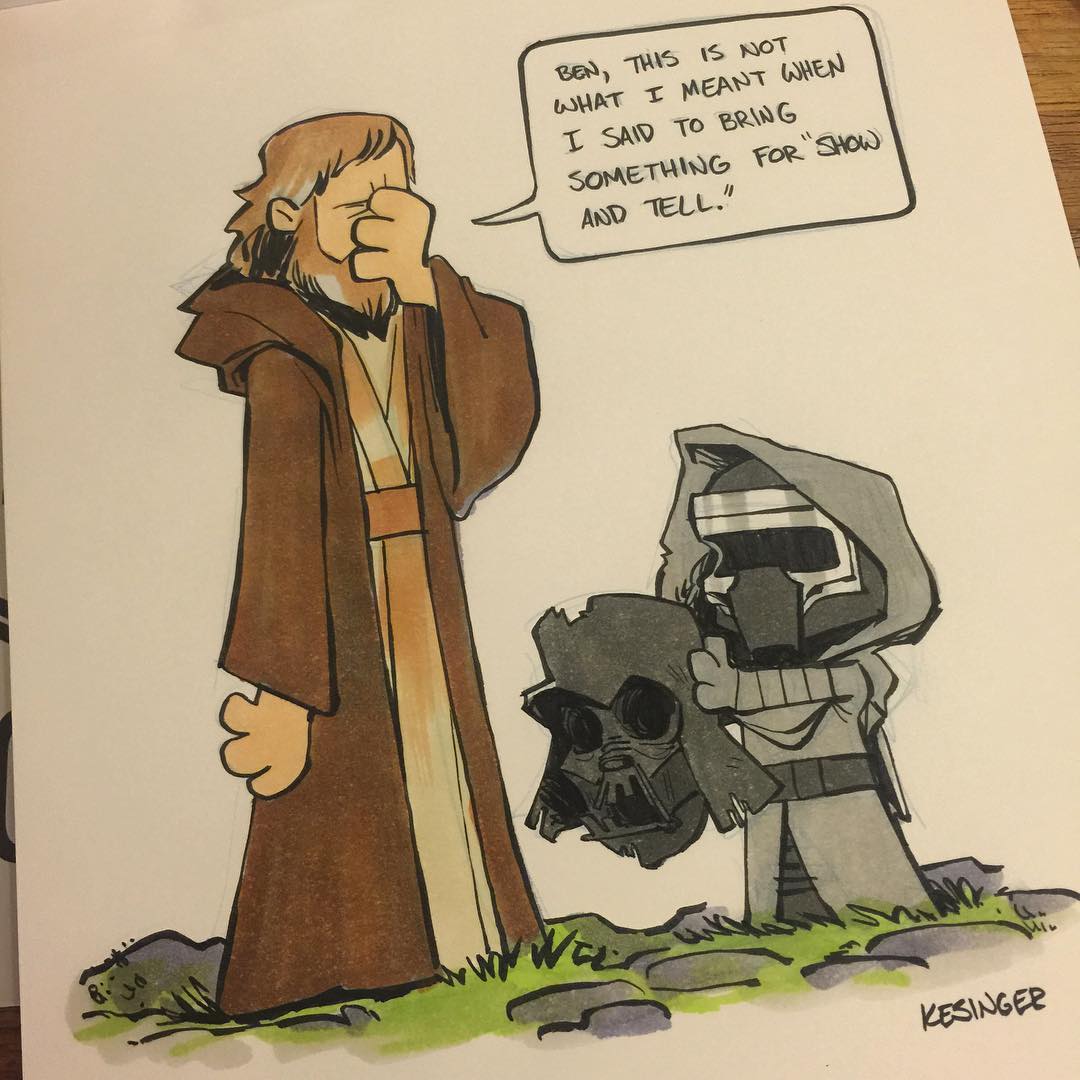 BEN, THIS IS NOT
WHAT I MEANT WHEN
I SAID TO BRING
SOMETHING FOR "SHOW
AND TELL."
KESINGER